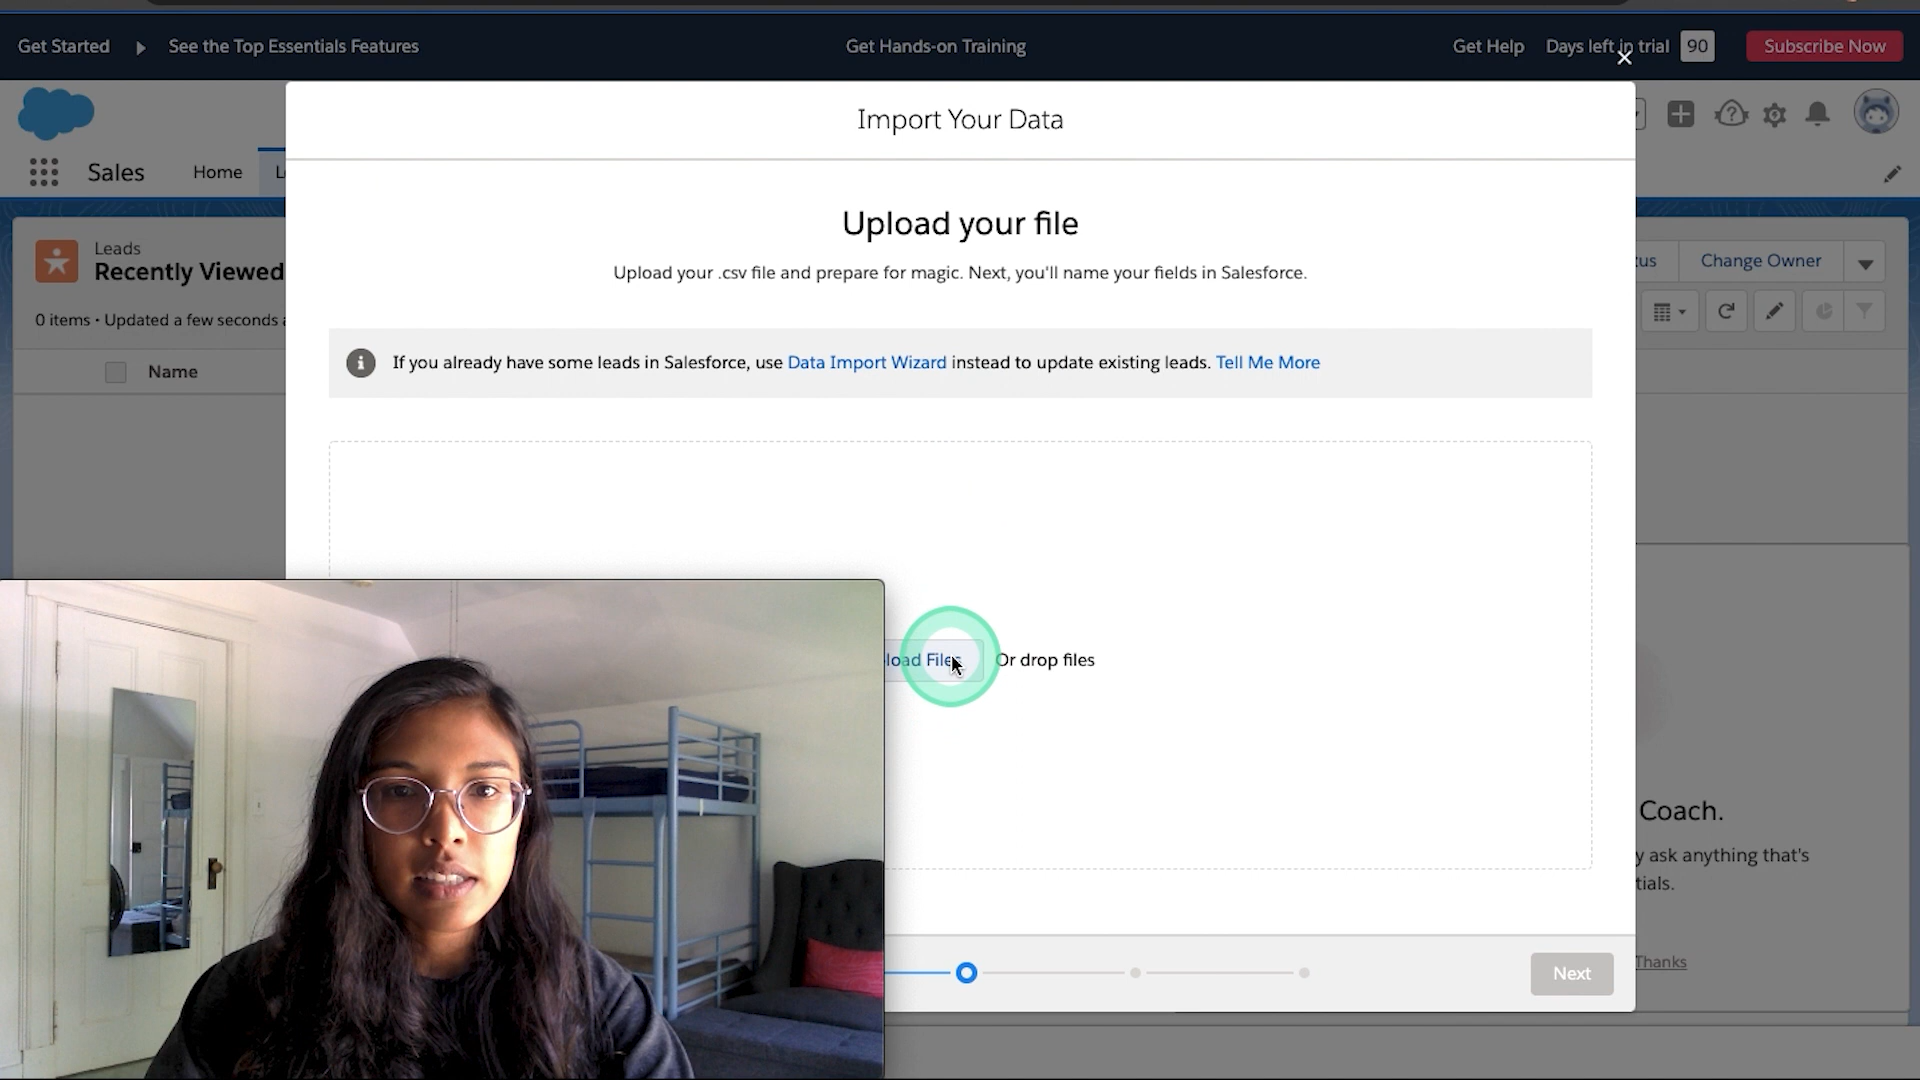 Get Started
See the Top Essentials Features
Get Hands-on Training
Get Help
Days left in trial 90
Subscribe Now
Sales
Home
Leads
Recently Viewed
0 items • Updated a few seconds
Name
Change Owner
Import Your Data
Upload your file
Upload your .csv file and prepare for magic. Next, you'll name your fields in Salesforce.
If you already have some leads in Salesforce, use Data Import Wizard instead to update existing leads. Tell Me More
Files
Or drop files
Coach.
ask anything that's
Next
Thanks